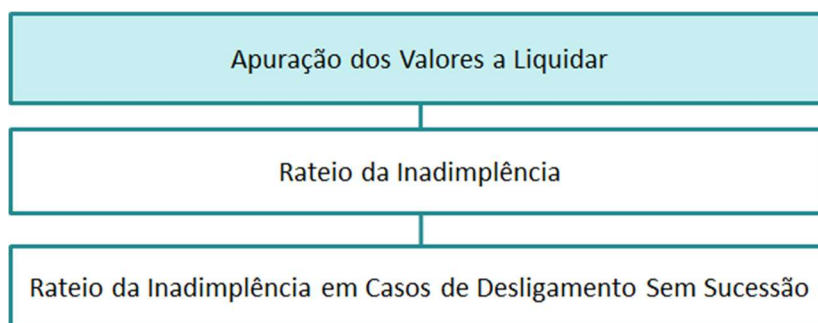 Apuração dos Valores a Liquidar
Rateio da Inadimplência
Rateio da Inadimplência em Casos de Desligamento Sem Sucessão